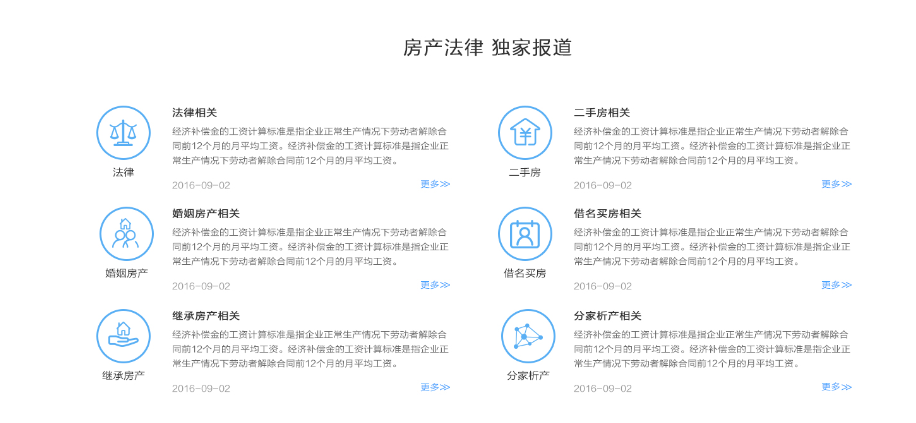 房产法律 独家报道
法律相关
经济补偿金的工资计算标准是指企业正常生产情况下劳动者解除合
同前12个月的月平均工资。经济补偿金的工资计算标准是指企业正
常生产情况下劳动者解除合同前12个月的月平均工资。
法律
2016-09-02
更多>>
二手房相关
经济补偿金的工资计算标准是指企业正常生产情况下劳动者解除合
同前12个月的月平均工资。经济补偿金的工资计算标准是指企业正
常生产情况下劳动者解除合同前12个月的月平均工资。
二手房
2016-09-02
更多>>
婚姻房产相关
经济补偿金的工资计算标准是指企业正常生产情况下劳动者解除合
同前12个月的月平均工资。经济补偿金的工资计算标准是指企业正
常生产情况下劳动者解除合同前12个月的月平均工资。
婚姻房产
2016-09-02
更多>>
借名买房相关
经济补偿金的工资计算标准是指企业正常生产情况下劳动者解除合
同前12个月的月平均工资。经济补偿金的工资计算标准是指企业正
常生产情况下劳动者解除合同前12个月的月平均工资。
借名买房
2016-09-02
更多>>
继承房产相关
经济补偿金的工资计算标准是指企业正常生产情况下劳动者解除合
同前12个月的月平均工资。经济补偿金的工资计算标准是指企业正
常生产情况下劳动者解除合同前12个月的月平均工资。
继承房产
2016-09-02
更多>>
分家析产相关
经济补偿金的工资计算标准是指企业正常生产情况下劳动者解除合
同前12个月的月平均工资。经济补偿金的工资计算标准是指企业正
常生产情况下劳动者解除合同前12个月的月平均工资。
分家析产
2016-09-02
更多>>